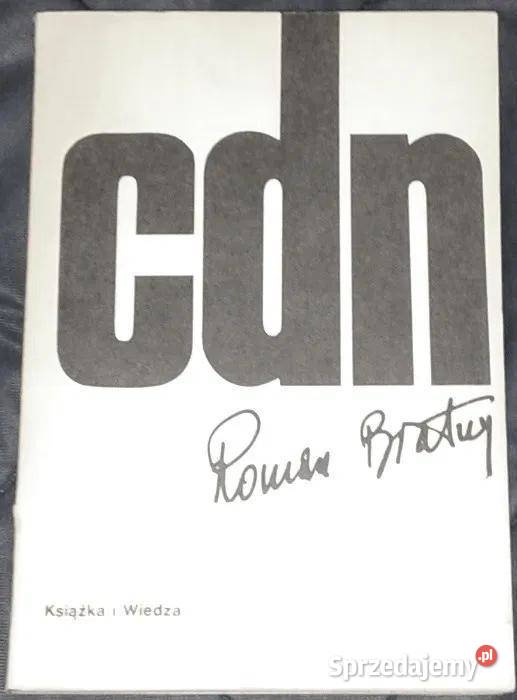 cdn
Roman Bratny
Książka i Wiedza
Sprzedajemy.pl